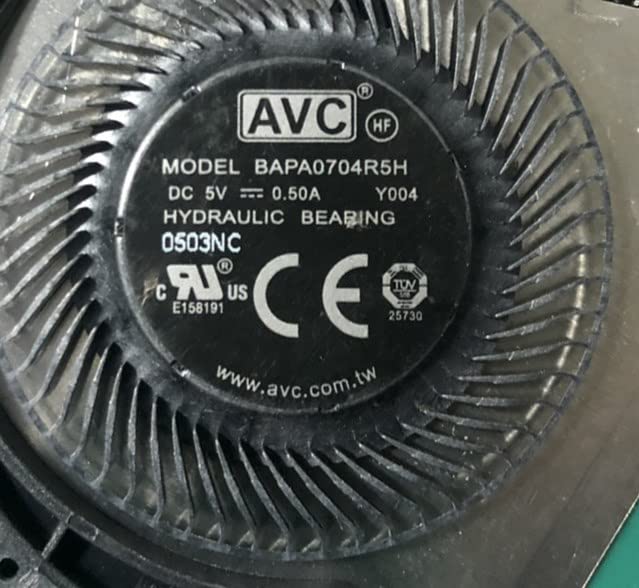 AVC® HF
MODEL BAPA0704R5H
DC 5V ⎓ 0.50A Y004
HYDRAULIC BEARING
0503NC
c RU® US
E158191
CE
TÜV
25730
www.avc.com.tw